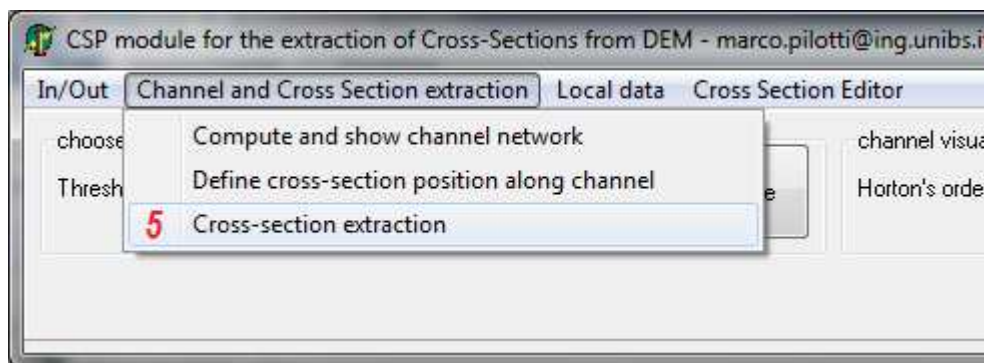 CSP module for the extraction of Cross-Sections from DEM - marco.pilotti@ing.unibs.i
In/Out Channel and Cross Section extraction Local data Cross Section Editor
choose
Compute and show channel network
channel visua
Thresh
Define cross-section position along channel
e
Horton's orde
5 Cross-section extraction